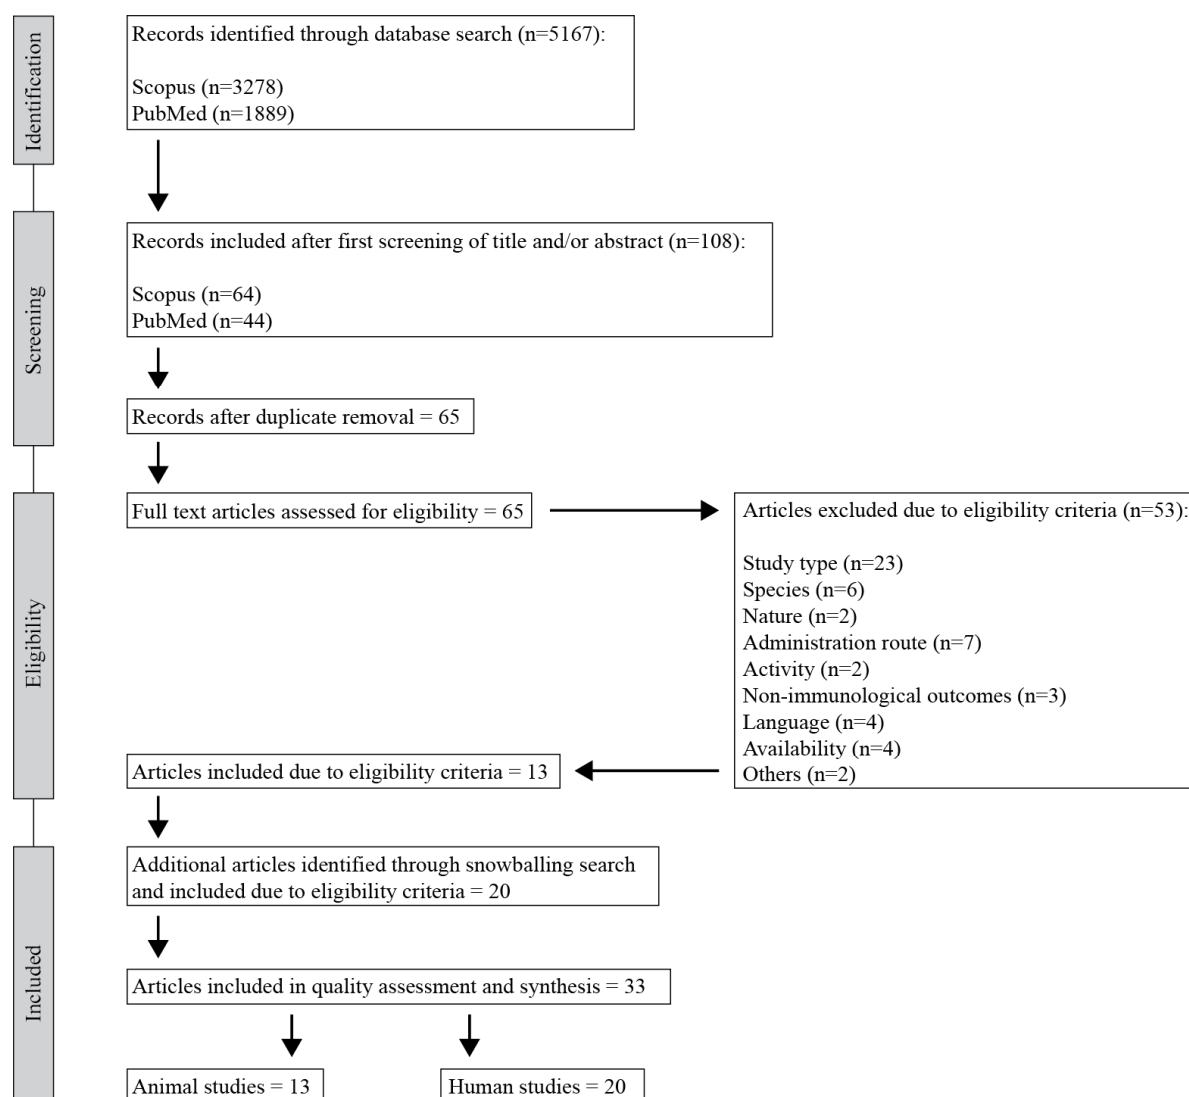 Identification
Records identified through database search (n=5167):
Scopus (n=3278)
PubMed (n=1889)
Screening
Records included after first screening of title and/or abstract (n=108):
Scopus (n=64)
PubMed (n=44)
Records after duplicate removal = 65
Eligibility
Full text articles assessed for eligibility = 65
Articles excluded due to eligibility criteria (n=53):
Study type (n=23)
Species (n=6)
Nature (n=2)
Administration route (n=7)
Activity (n=2)
Non-immunological outcomes (n=3)
Language (n=4)
Availability (n=4)
Others (n=2)
Articles included due to eligibility criteria = 13
Included
Additional articles identified through snowballing search
and included due to eligibility criteria = 20
Articles included in quality assessment and synthesis = 33
Animal studies = 13
Human studies = 20